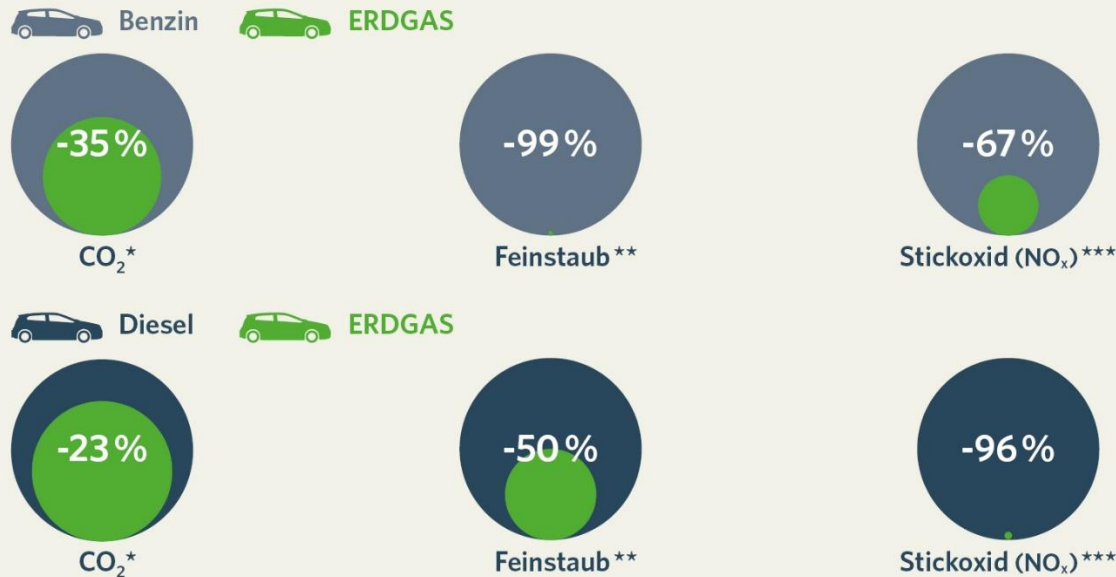 Benzin ERDGAS
-35 % -99 % -67 %
CO₂* Feinstaub** Stickoxid (NOₓ)***
Diesel ERDGAS
-23 % -50 % -96 %
CO₂* Feinstaub** Stickoxid (NOₓ)***